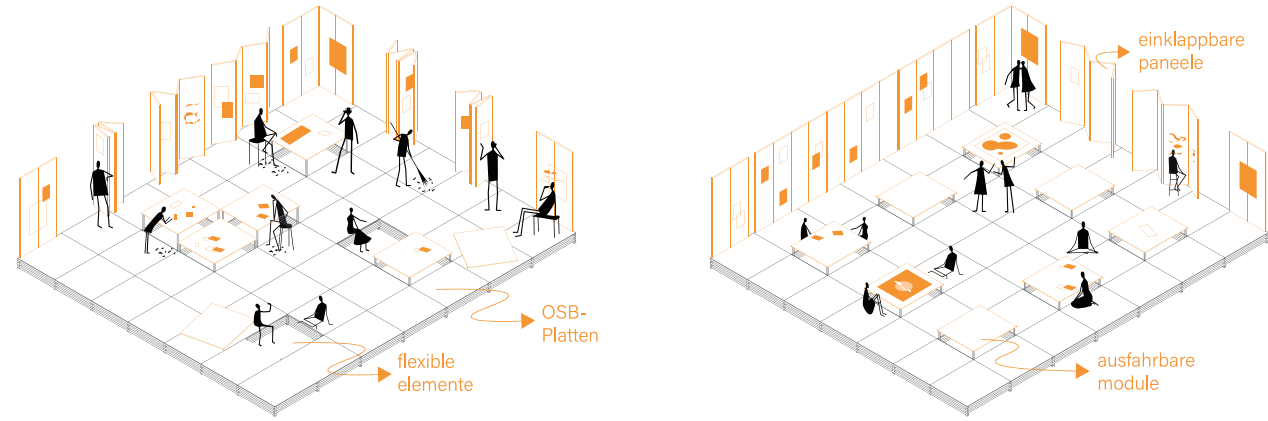 OSB-
Platten
flexible
elemente
einklappbare
paneele
ausfahrbare
module